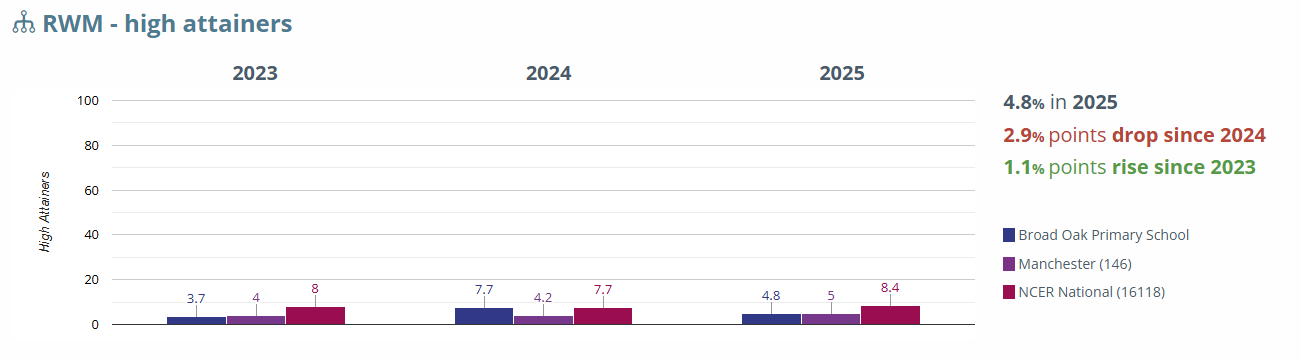 RWM - high attainers
2023 2024 2025
100
80
60
40
20
0
High Attainers
3.7 4 8
7.7 4.2 7.7
4.8 5 8.4
4.8% in 2025
2.9% points drop since 2024
1.1% points rise since 2023
Broad Oak Primary School
Manchester (146)
NCER National (16118)